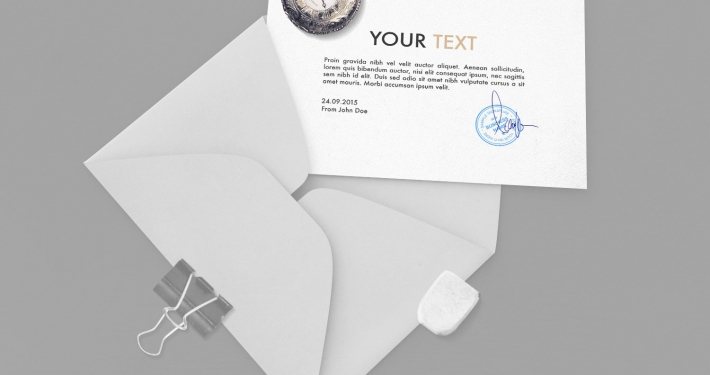 YOUR TEXT
Proin gravida nibh vel velit auctor aliquet. Aenean sollicitudin,
lorem quis bibendum auctor, nisi elit consequat ipsum, nec sagittis
sem nibh id elit. Duis sed odio sit amet nibh vulputate cursus a sit
amet mauris. Morbi accumsan ipsum velit.
24.09.2015
From John Doe